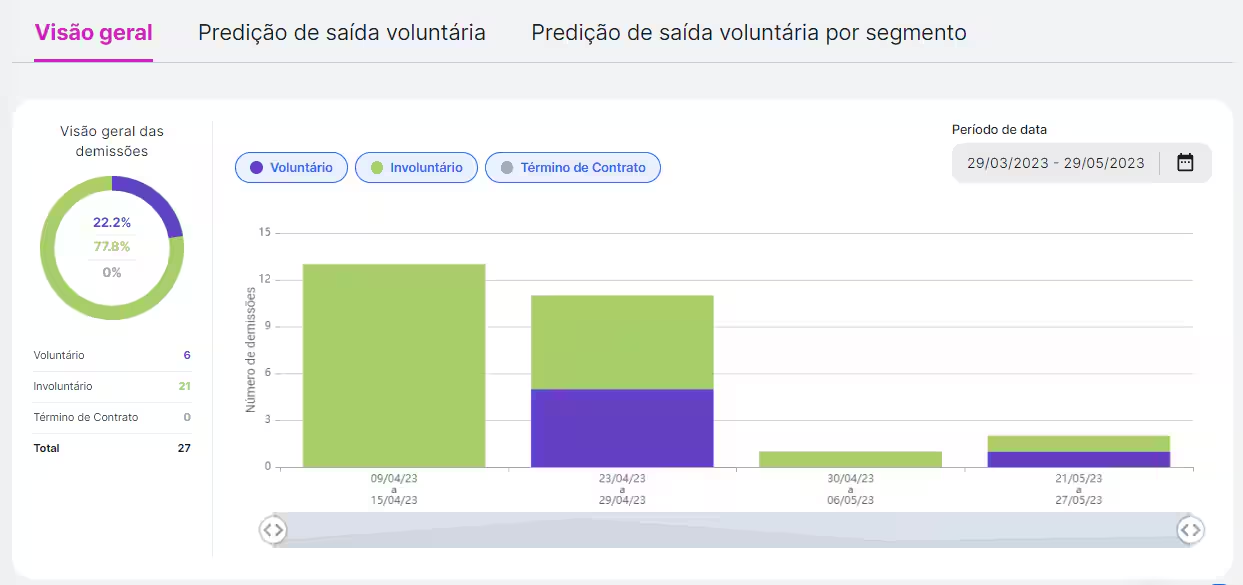 Visão geral
Predição de saída voluntária
Predição de saída voluntária por segmento
Visão geral das
demissões
22.2%
77.8%
0%
Voluntário 6
Involuntário 21
Término de Contrato 0
Total 27
Voluntário
Involuntário
Término de Contrato
Período de data
29/03/2023 - 29/05/2023
Número de demissões
15
12
9
6
3
0
09/04/23
a
15/04/23
23/04/23
a
29/04/23
30/04/23
a
06/05/23
21/05/23
a
27/05/23